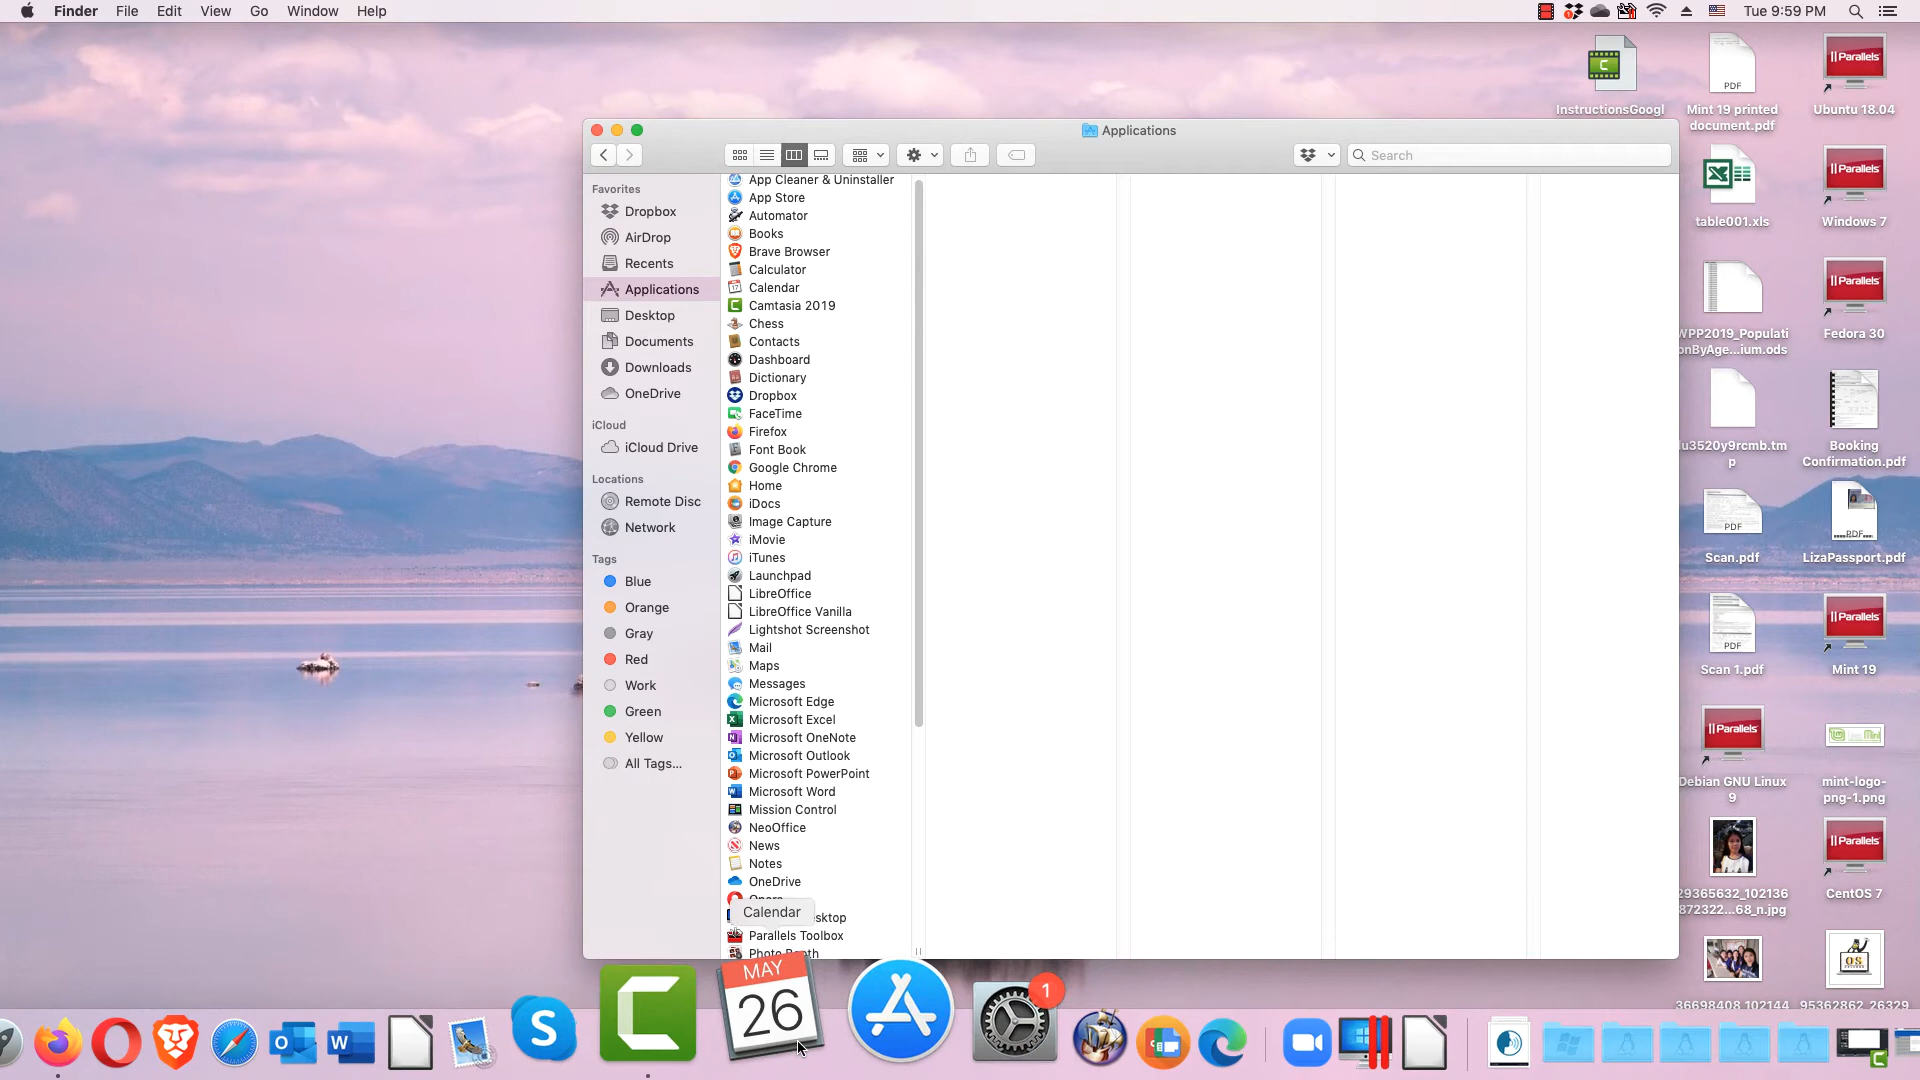 Finder File Edit View Go Window Help
Tue 9:59 PM
Applications
Search
Favorites
Dropbox
AirDrop
Recents
Applications
Desktop
Documents
Downloads
OneDrive
iCloud
iCloud Drive
Locations
Remote Disc
Network
Tags
Blue
Orange
Gray
Red
Work
Green
Yellow
All Tags...
App Cleaner & Uninstaller
App Store
Automator
Books
Brave Browser
Calculator
Calendar
Camtasia 2019
Chess
Contacts
Dashboard
Dictionary
Dropbox
FaceTime
Firefox
Font Book
Google Chrome
Home
iDocs
Image Capture
iMovie
iTunes
Launchpad
LibreOffice
LibreOffice Vanilla
Lightshot Screenshot
Mail
Maps
Messages
Microsoft Edge
Microsoft Excel
Microsoft OneNote
Microsoft Outlook
Microsoft PowerPoint
Microsoft Word
Mission Control
NeoOffice
News
Notes
OneDrive
Opera
sktop
Parallels Toolbox
Photo Booth
Calendar
InstructionsGoogl
PDF
Mint 19 printed
document.pdf
Parallels
Ubuntu 18.04
table001.xls
Parallels
Windows 7
WPP2019_Populati
onByAge...ium.ods
Parallels
Fedora 30
lu3520y9rcmb.tm
p
Booking
Confirmation.pdf
PDF
Scan.pdf
PDF
LizaPassport.pdf
PDF
Scan 1.pdf
Parallels
Mint 19
Parallels
Debian GNU Linux
9
mint-logo-
png-1.png
29365632_102136
872322...68_n.jpg
Parallels
CentOS 7
36698408_102144
OS
95362862_26329
MAY
26
1
S
W